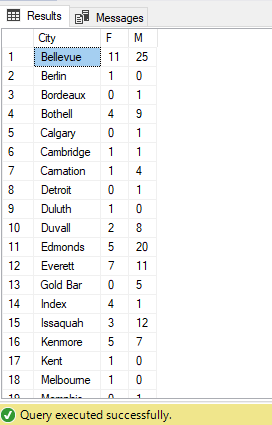 Results Messages
City F M
1 Bellevue 11 25
2 Berlin 1 0
3 Bordeaux 0 1
4 Bothell 4 9
5 Calgary 0 1
6 Cambridge 1 1
7 Carnation 1 4
8 Detroit 0 1
9 Duluth 1 0
10 Duvall 2 8
11 Edmonds 5 20
12 Everett 7 11
13 Gold Bar 0 5
14 Index 4 1
15 Issaquah 3 12
16 Kenmore 5 7
17 Kent 1 0
18 Melbourne 1 0
19 Memphis 0 1
Query executed successfully.